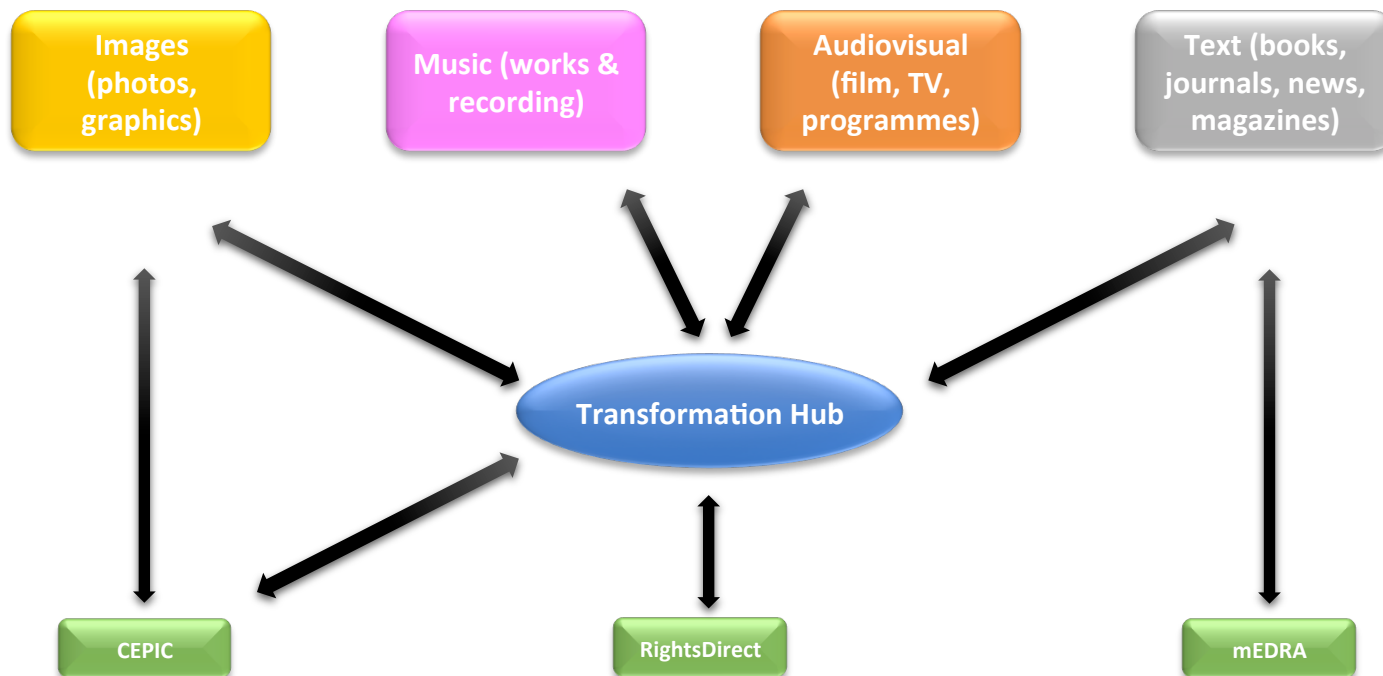 Images
(photos,
graphics)
Music (works &
recording)
Audiovisual
(film, TV,
programmes)
Text (books,
journals, news,
magazines)
Transformation Hub
CEPIC
RightsDirect
mEDRA